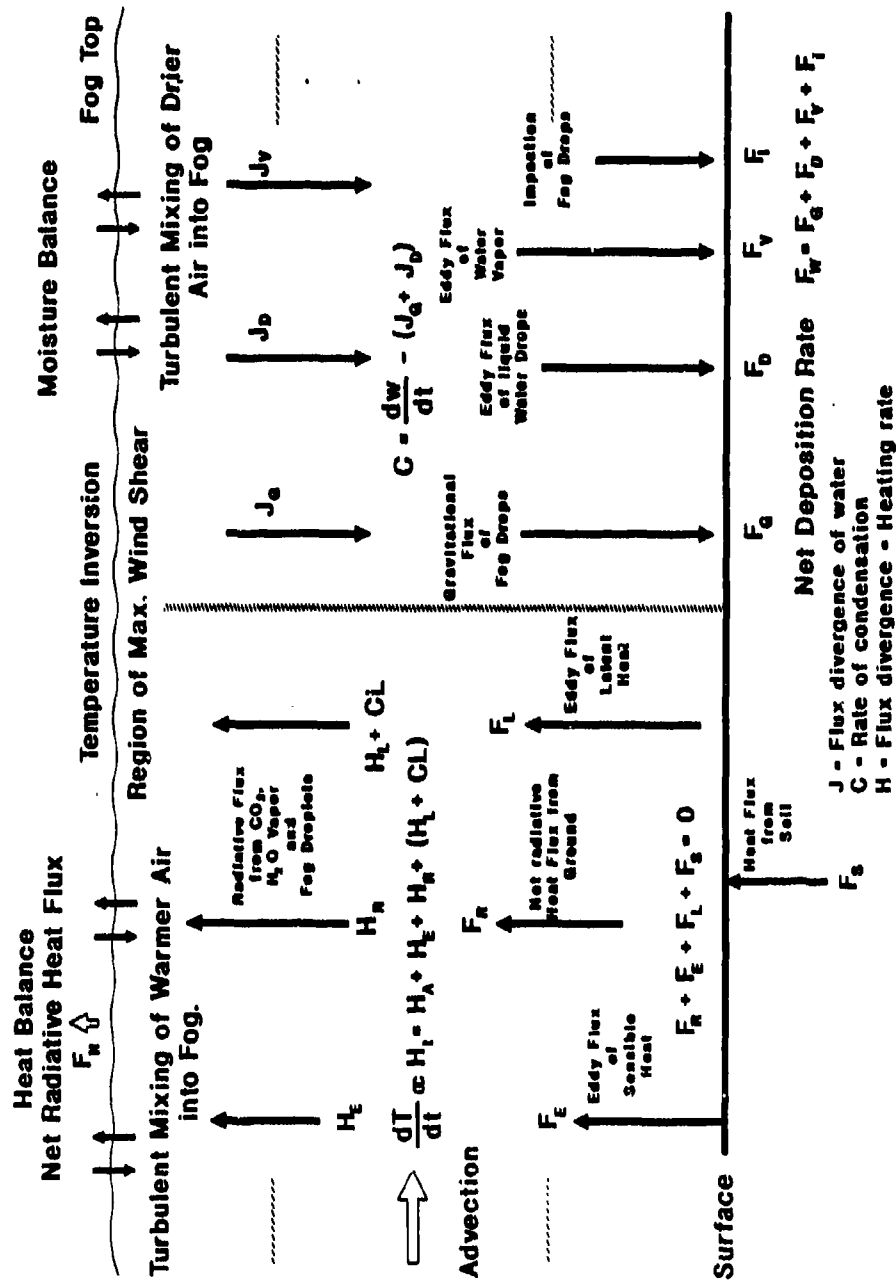 Heat Balance
Net Radiative Heat Flux
F_N
Temperature Inversion
Moisture Balance
Fog Top
Turbulent Mixing of Warmer Air
into Fog.
Region of Max. Wind Shear
Turbulent Mixing of Drier
Air into Fog
Radiative Flux
from CO₂,
H₂O Vapor
and
Fog Droplets
H_E
H_R
H_L + CL
J_G
J_D
J_V
Advection
dT/dt ∝ H_t = H_A + H_E + H_R + (H_L + CL)
C = dw/dt - (J_G + J_D)
F_E
Eddy Flux
of
Sensible
Heat
F_R
Net radiative
Heat Flux from
Ground
F_L
Eddy Flux
of
Latent
Heat
Gravitational
Flux
of
Fog Drops
Eddy Flux
of liquid
Water Drops
Eddy Flux
of
Water
Vapor
Impaction
of
Fog Drops
F_R + F_E + F_L + F_S = 0
Surface
Heat Flux
from
Soil
F_S
F_G
F_D
F_V
F_I
Net Deposition Rate
F_W = F_G + F_D + F_V + F_I
J = Flux divergence of water
C = Rate of condensation
H = Flux divergence = Heating rate